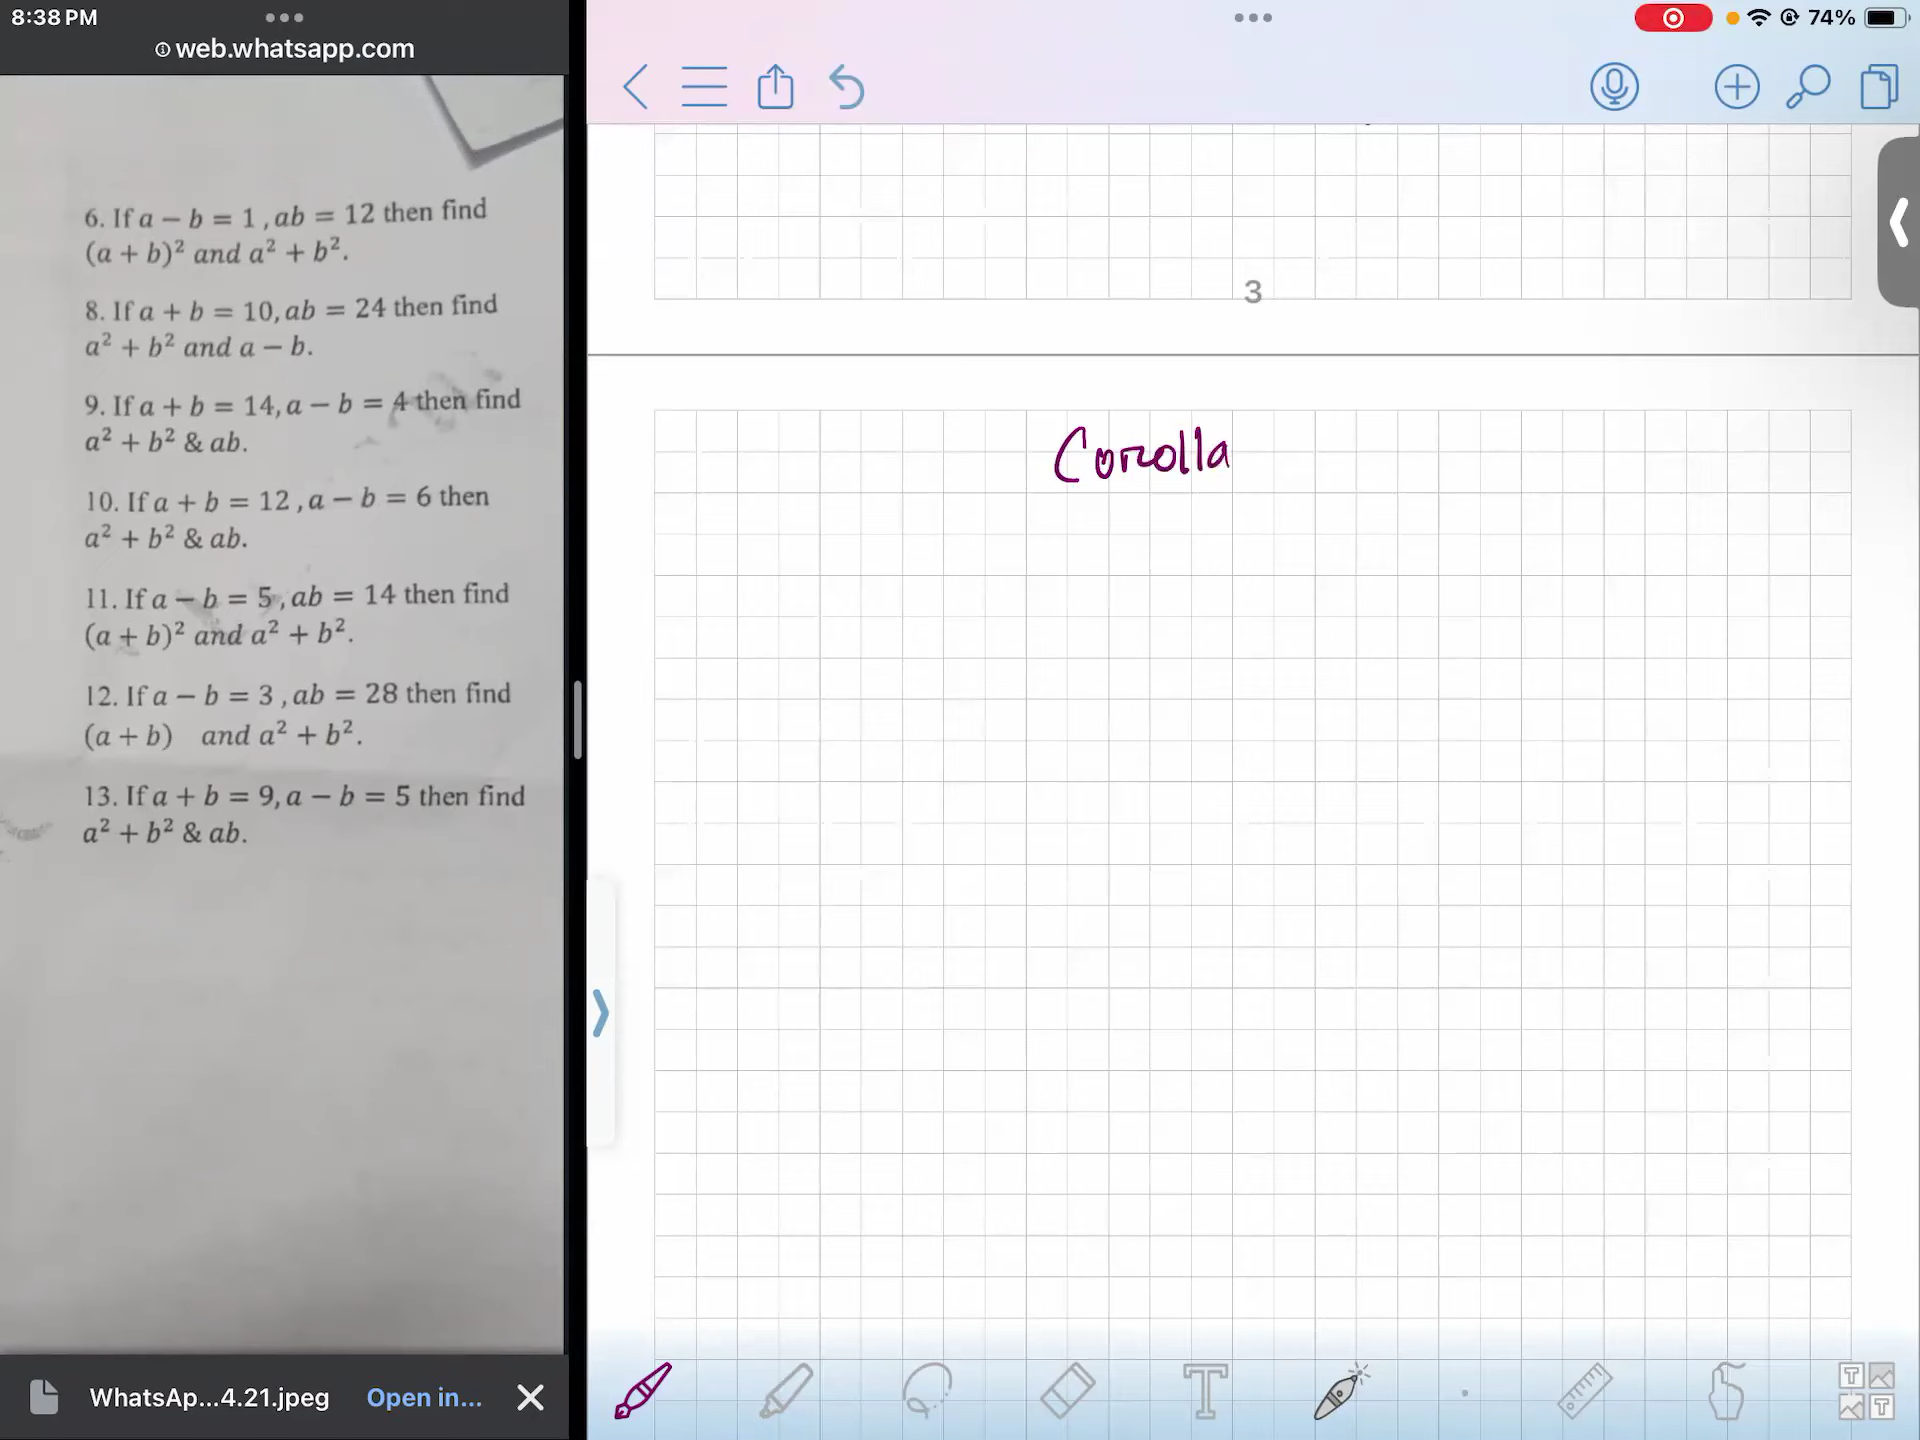 8:38 PM
web.whatsapp.com
74%
6. If a − b = 1 , ab = 12 then find
(a + b)² and a² + b².
8. If a + b = 10, ab = 24 then find
a² + b² and a − b.
9. If a + b = 14, a − b = 4 then find
a² + b² & ab.
10. If a + b = 12 , a − b = 6 then
a² + b² & ab.
11. If a − b = 5 , ab = 14 then find
(a + b)² and a² + b².
12. If a − b = 3 , ab = 28 then find
(a + b) and a² + b².
13. If a + b = 9, a − b = 5 then find
a² + b² & ab.
WhatsAp...4.21.jpeg
Open in...
3
Corolla